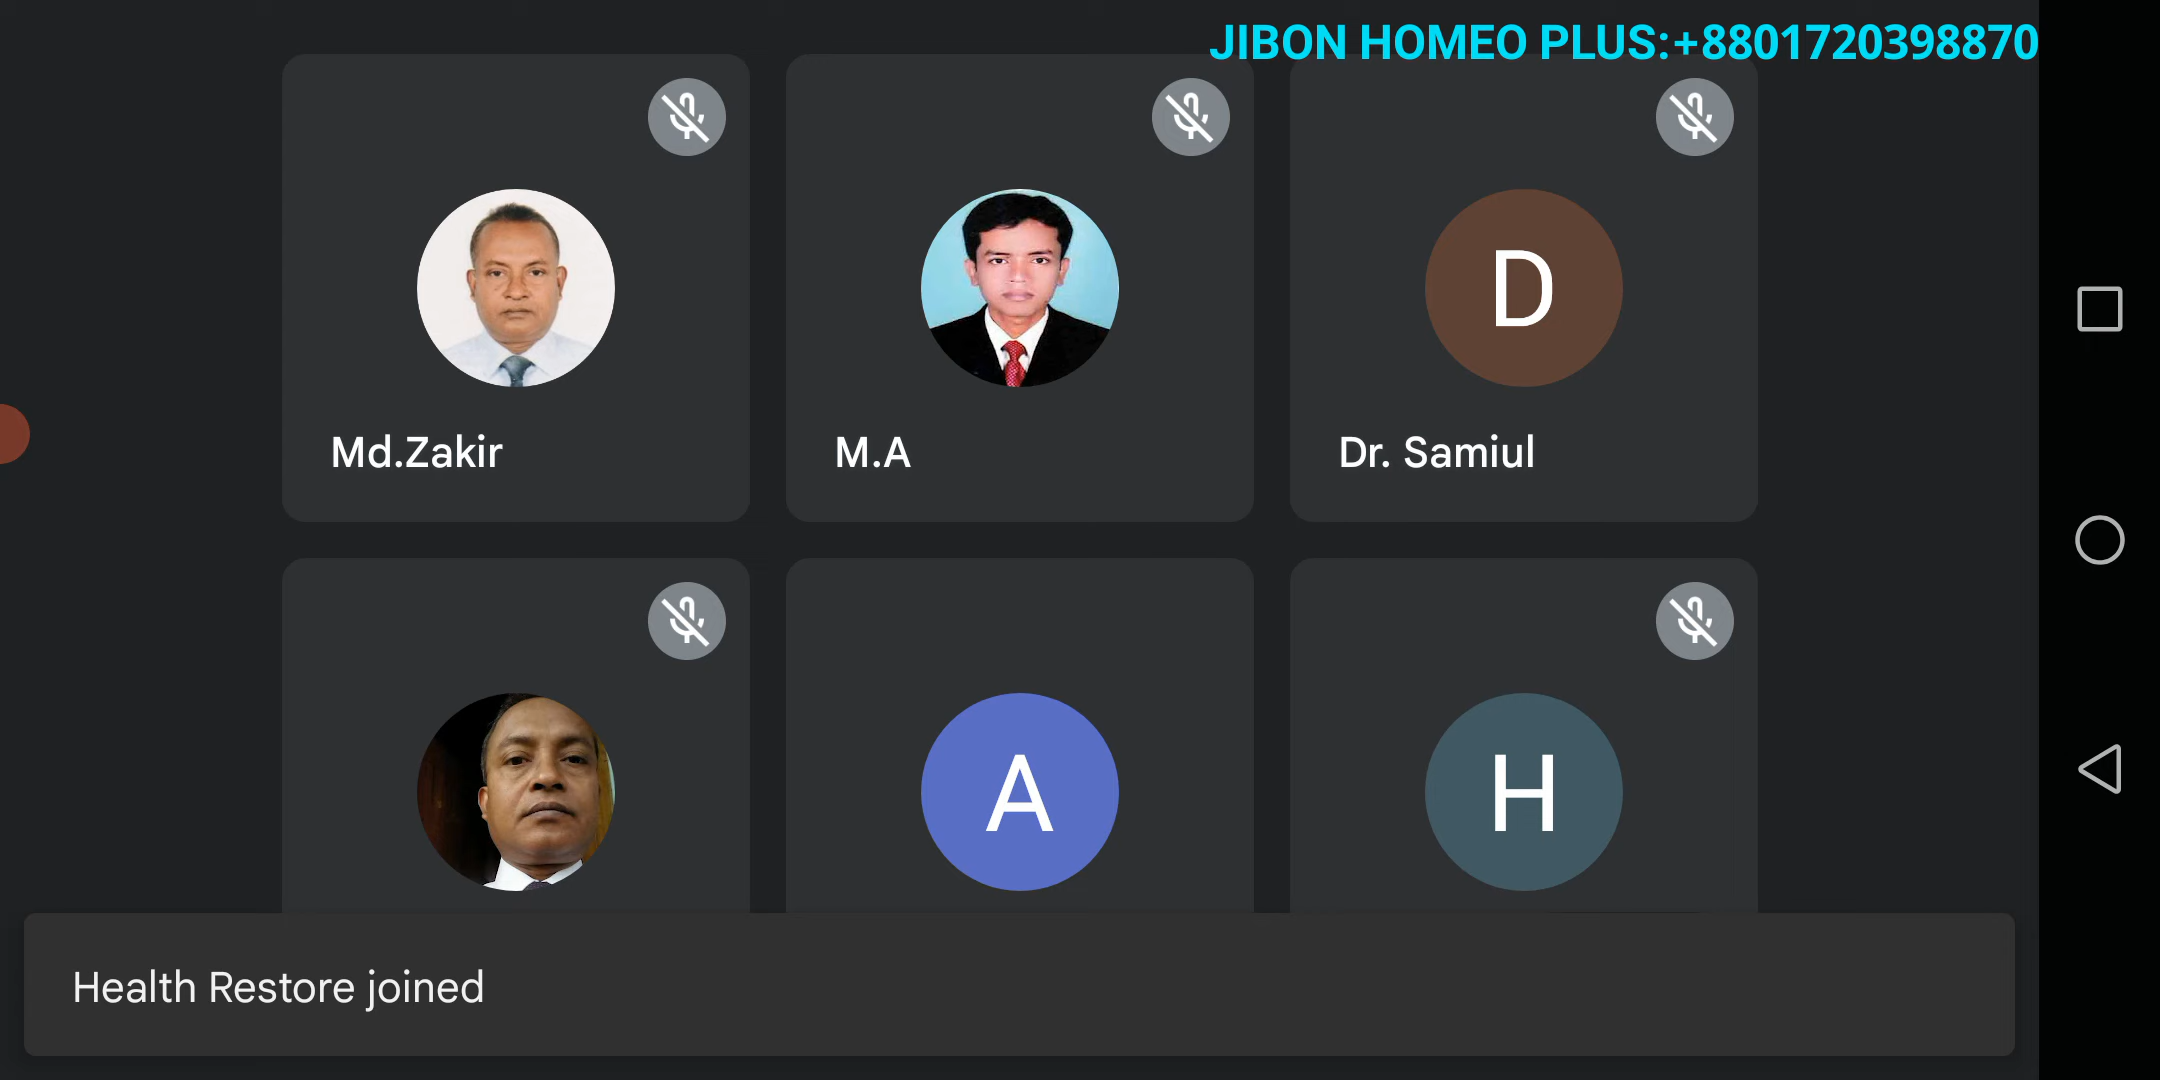 JIBON HOMEO PLUS:+8801720398870
Md.Zakir
M.A
D
Dr. Samiul
A
H
Health Restore joined